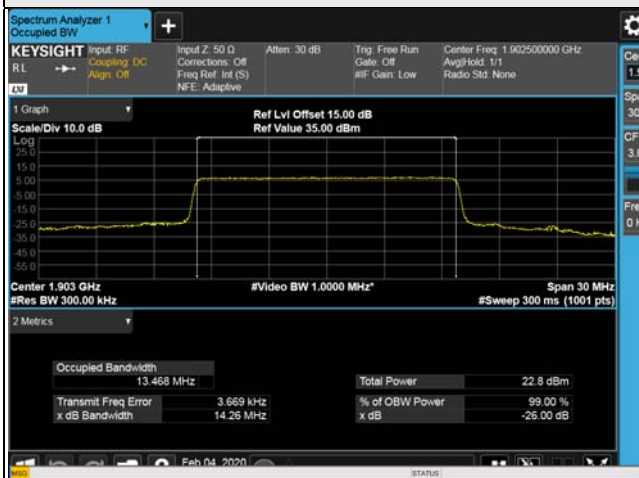 Spectrum Analyzer 1
Occupied BW
+
KEYSIGHT Input: RF
RL
Coupling: DC
Align: Off
LXI
Input Z: 50 Ω
Corrections: Off
Freq Ref: Int (S)
NFE: Adaptive
Atten: 30 dB
Trig: Free Run
Gate: Off
#IF Gain: Low
Center Freq: 1.902500000 GHz
Avg|Hold: 1/1
Radio Std: None
1 Graph
Scale/Div 10.0 dB
Ref Lvl Offset 15.00 dB
Ref Value 35.00 dBm
Log
25.0
15.0
5.00
-5.00
-15.0
-25.0
-35.0
-45.0
-55.0
Center 1.903 GHz
#Res BW 300.00 kHz
#Video BW 1.0000 MHz*
Span 30 MHz
#Sweep 300 ms (1001 pts)
2 Metrics
Occupied Bandwidth
13.468 MHz
Transmit Freq Error 3.669 kHz
x dB Bandwidth 14.26 MHz
Total Power 22.8 dBm
% of OBW Power 99.00 %
x dB -26.00 dB
Feb 04, 2020
MSG
STATUS